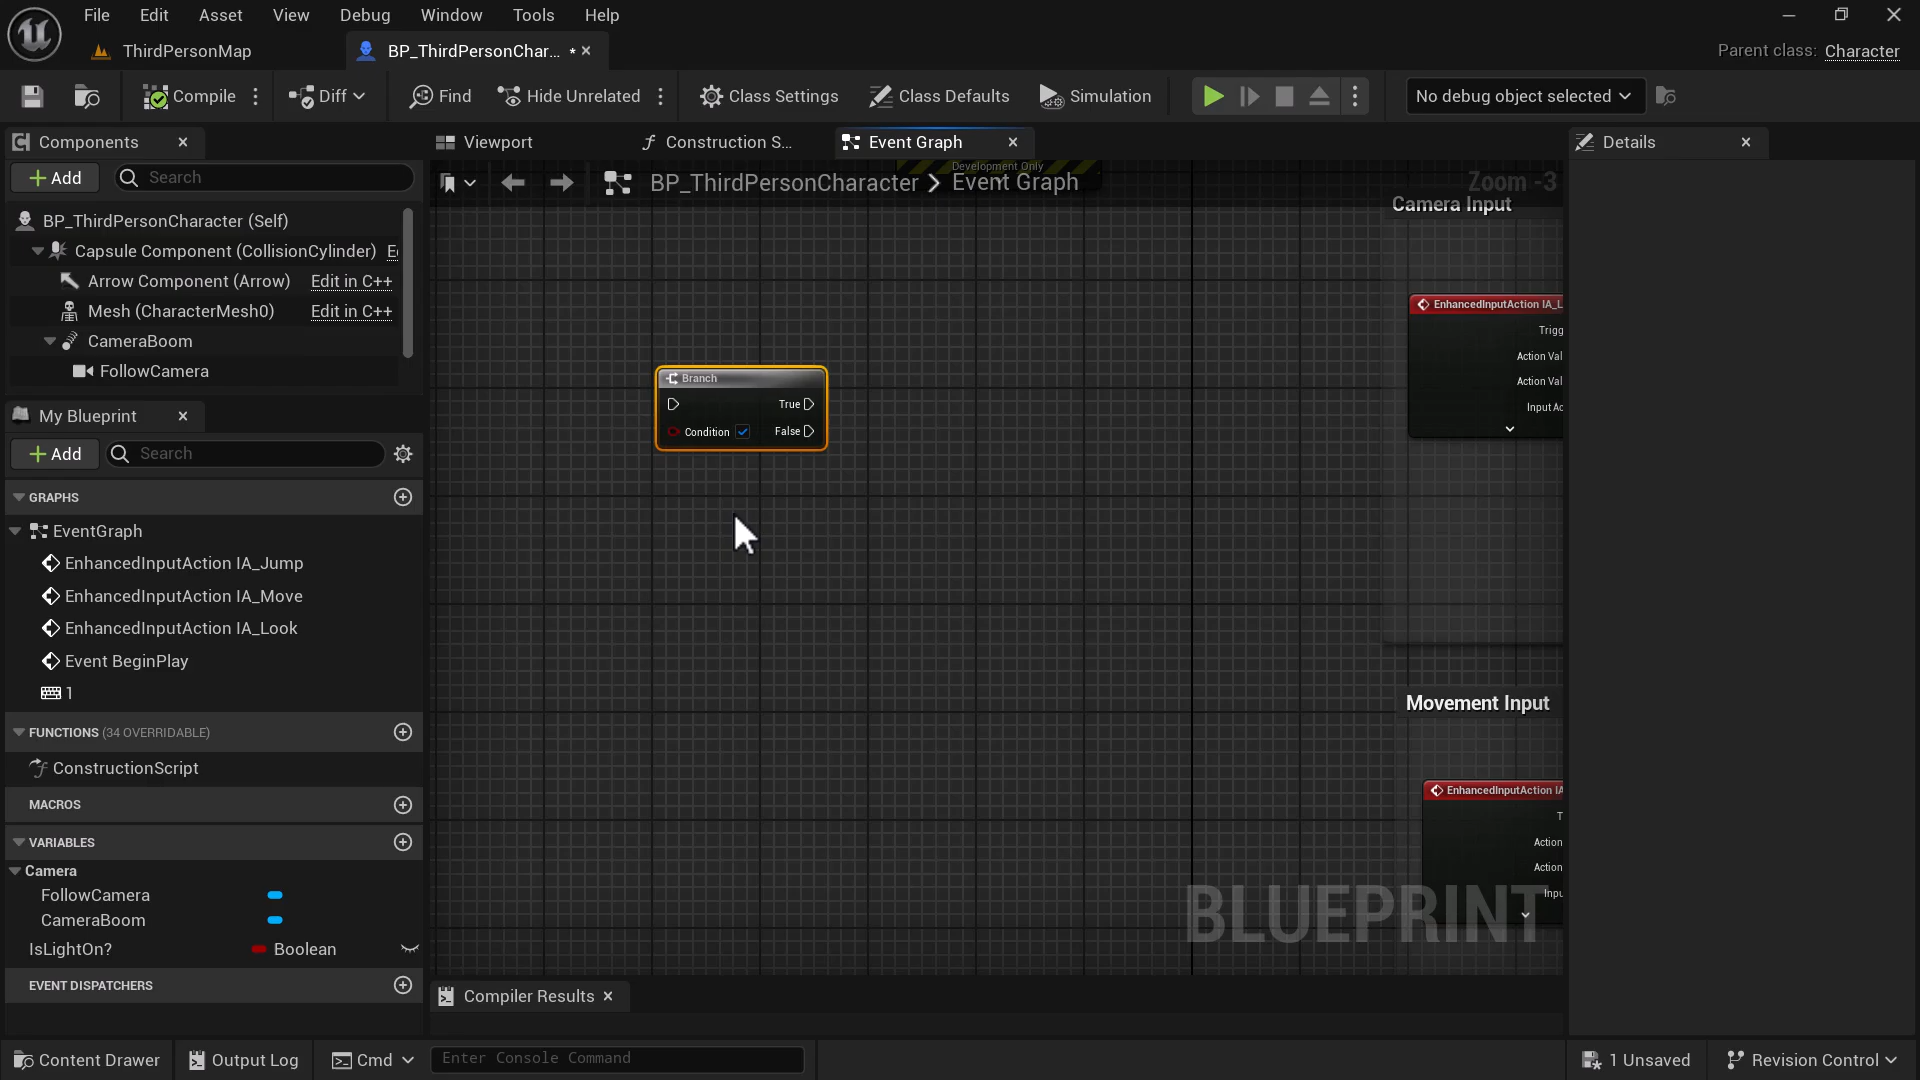 File Edit Asset View Debug Window Tools Help
ThirdPersonMap
BP_ThirdPersonChar... *
Parent class: Character
Compile
Diff
Find
Hide Unrelated
Class Settings
Class Defaults
Simulation
No debug object selected
Components
Viewport
Construction S...
Event Graph
Details
Add
Search
Development Only
BP_ThirdPersonCharacter > Event Graph
Zoom -3
Camera Input
BP_ThirdPersonCharacter (Self)
Capsule Component (CollisionCylinder)
Arrow Component (Arrow) Edit in C++
Mesh (CharacterMesh0) Edit in C++
CameraBoom
FollowCamera
EnhancedInputAction IA_L
Trigg
Action Val
Action Val
Input Ac
Branch
True
Condition
False
My Blueprint
Add
Search
GRAPHS
EventGraph
EnhancedInputAction IA_Jump
EnhancedInputAction IA_Move
EnhancedInputAction IA_Look
Event BeginPlay
1
FUNCTIONS (34 OVERRIDABLE)
ConstructionScript
MACROS
VARIABLES
Camera
FollowCamera
CameraBoom
IsLightOn? Boolean
EVENT DISPATCHERS
Movement Input
EnhancedInputAction IA
T
Action
Action
Inpu
BLUEPRINT
Compiler Results
Content Drawer
Output Log
Cmd
Enter Console Command
1 Unsaved
Revision Control